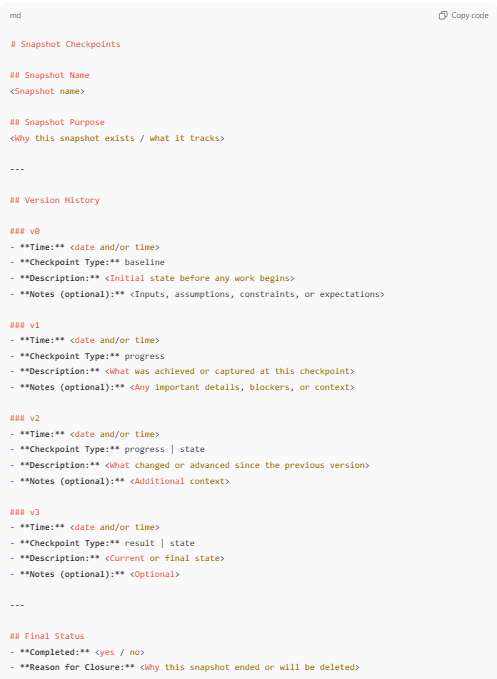 md
Copy code
# Snapshot Checkpoints
## Snapshot Name
<Snapshot name>
## Snapshot Purpose
<Why this snapshot exists / what it tracks>
---
## Version History
### v0
- **Time:** <date and/or time>
- **Checkpoint Type:** baseline
- **Description:** <Initial state before any work begins>
- **Notes (optional):** <Inputs, assumptions, constraints, or expectations>
### v1
- **Time:** <date and/or time>
- **Checkpoint Type:** progress
- **Description:** <What was achieved or captured at this checkpoint>
- **Notes (optional):** <Any important details, blockers, or context>
### v2
- **Time:** <date and/or time>
- **Checkpoint Type:** progress | state
- **Description:** <What changed or advanced since the previous version>
- **Notes (optional):** <Additional context>
### v3
- **Time:** <date and/or time>
- **Checkpoint Type:** result | state
- **Description:** <Current or final state>
- **Notes (optional):** <Optional>
---
## Final Status
- **Completed:** <yes / no>
- **Reason for Closure:** <Why this snapshot ended or will be deleted>